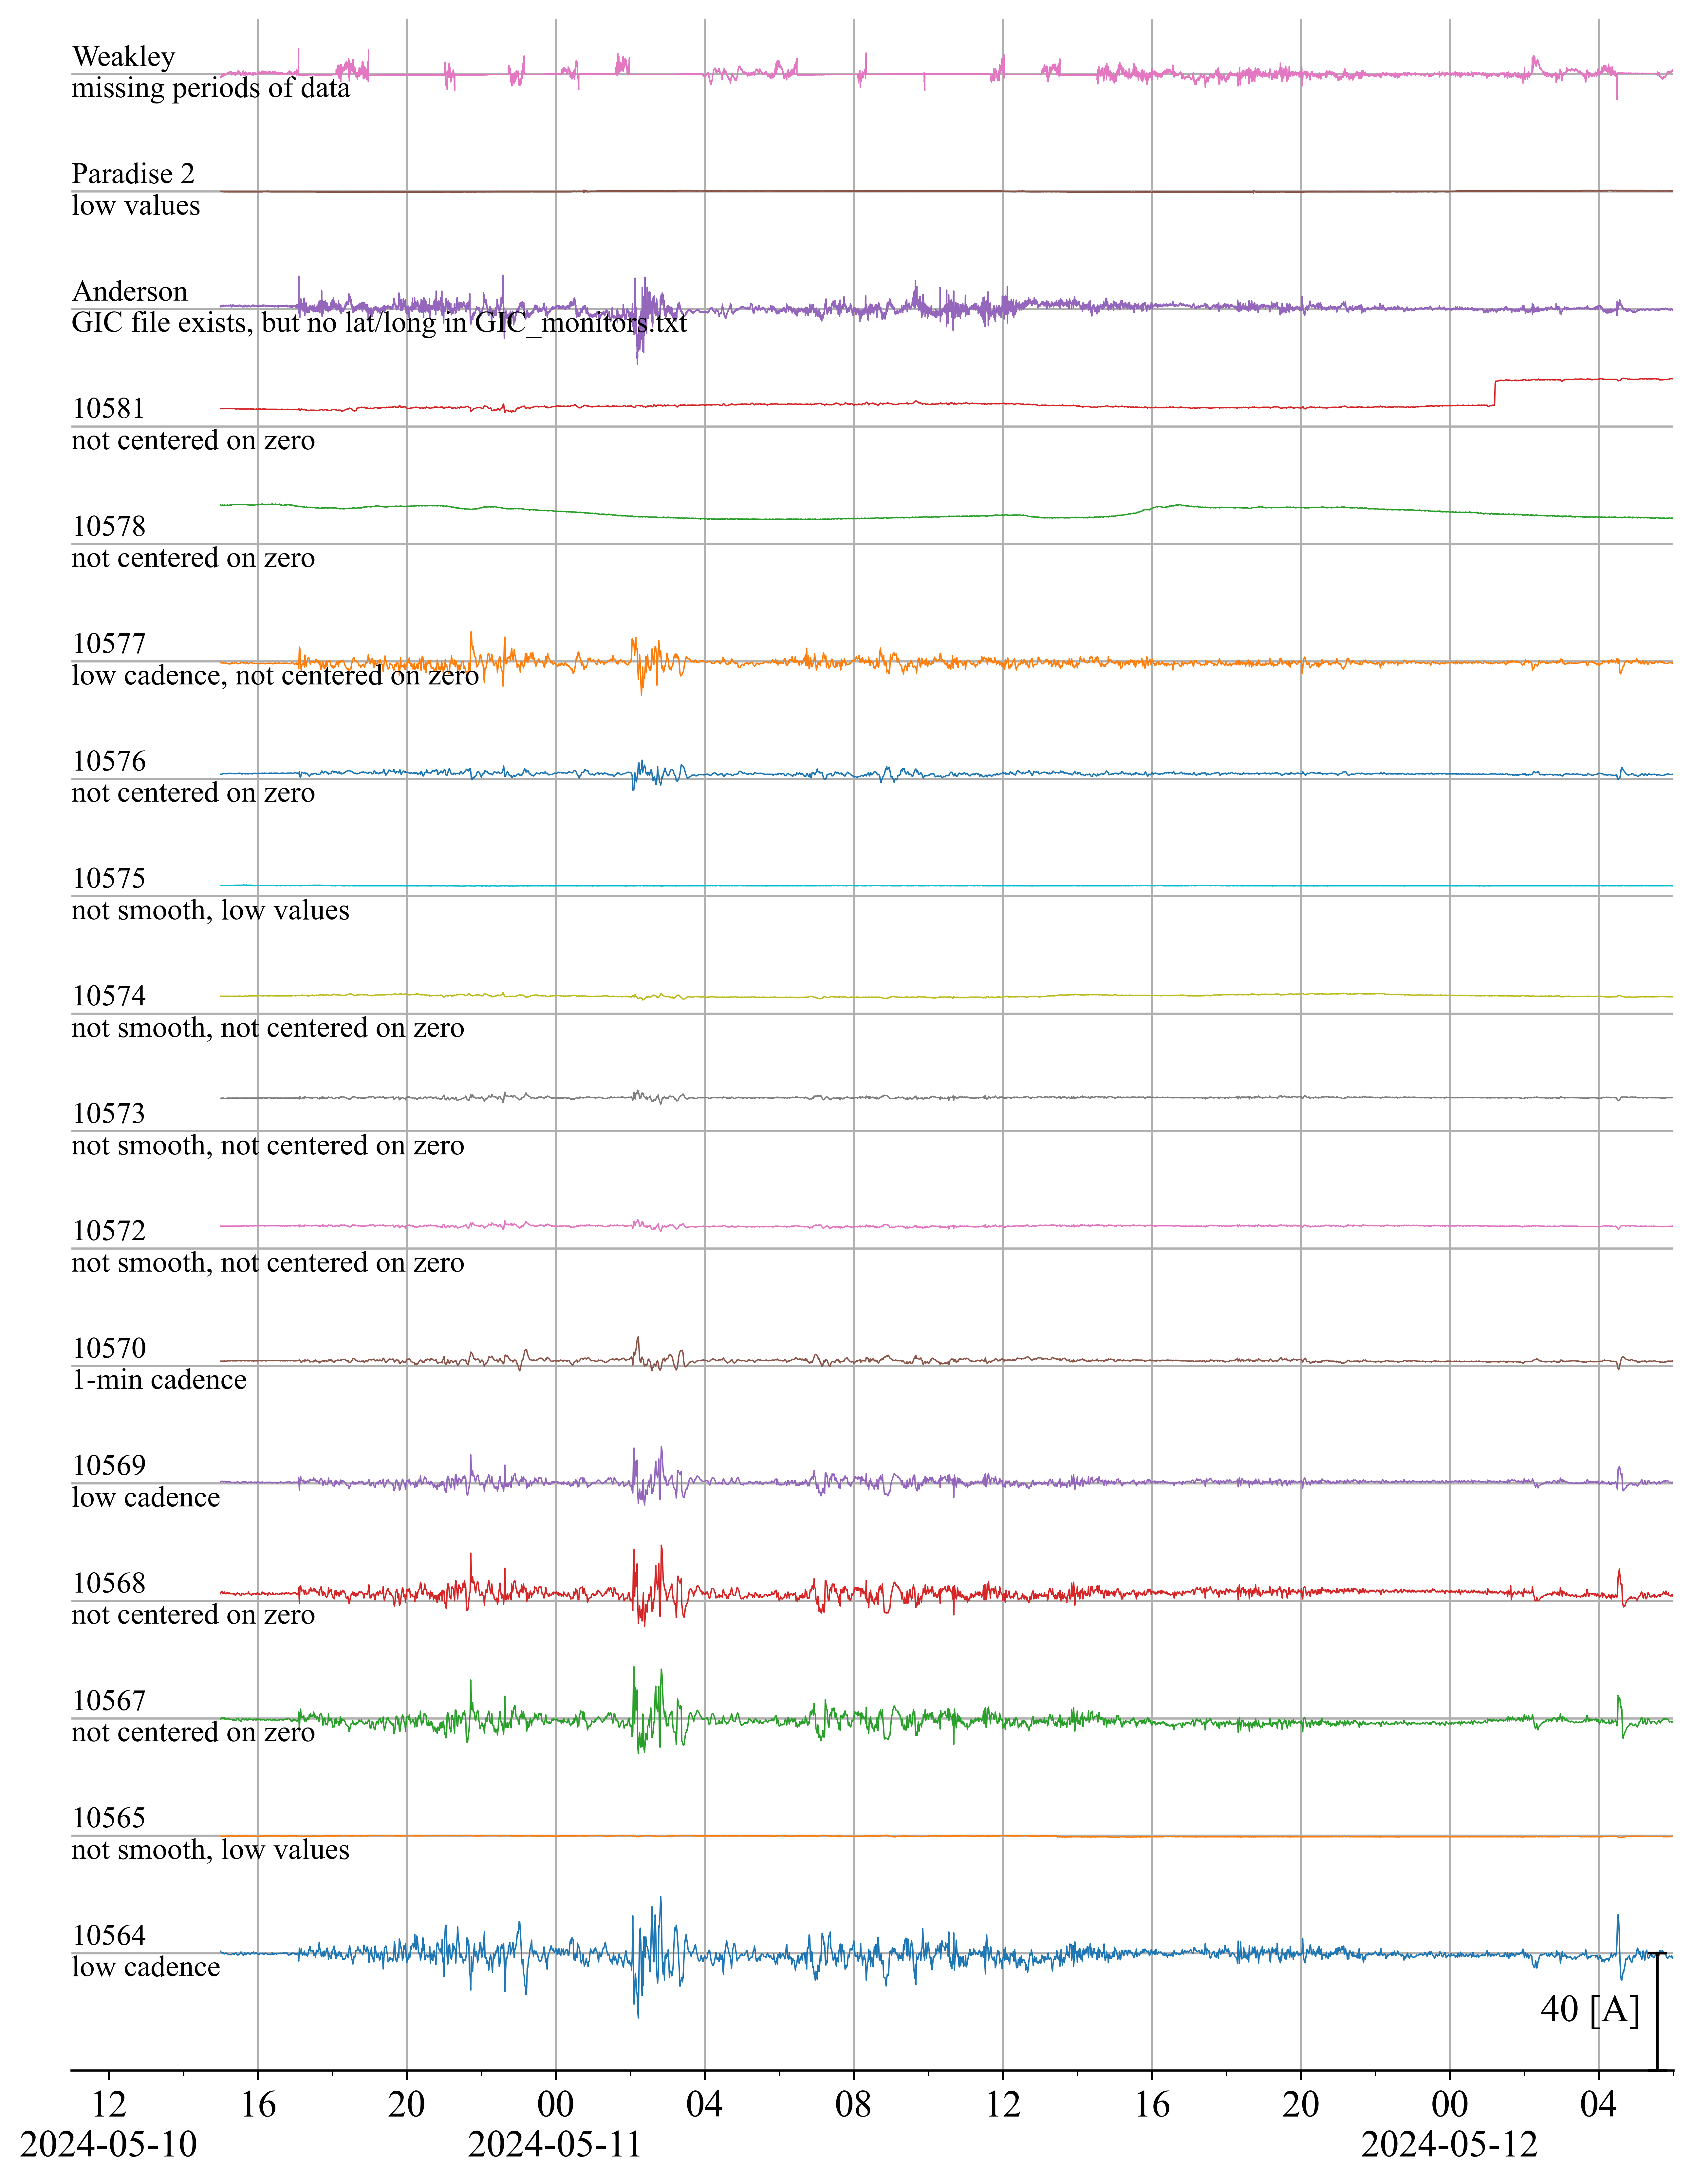 Weakley
missing periods of data
Paradise 2
low values
Anderson
GIC file exists, but no lat/long in GIC_monitors.txt
10581
not centered on zero
10578
not centered on zero
10577
low cadence, not centered on zero
10576
not centered on zero
10575
not smooth, low values
10574
not smooth, not centered on zero
10573
not smooth, not centered on zero
10572
not smooth, not centered on zero
10570
1-min cadence
10569
low cadence
10568
not centered on zero
10567
not centered on zero
10565
not smooth, low values
10564
low cadence
40 [A]
12 16 20 00 04 08 12 16 20 00 04
2024-05-10 2024-05-11 2024-05-12